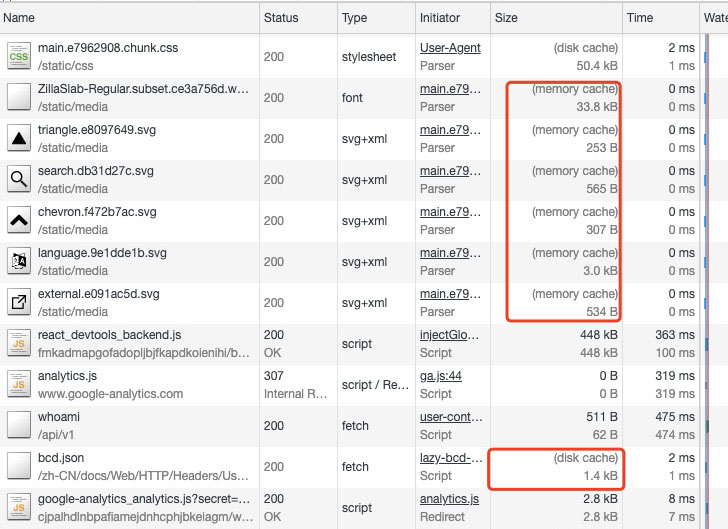 Name Status Type Initiator Size Time Wate
main.e7962908.chunk.css 200 stylesheet User-Agent (disk cache) 2 ms
/static/css Parser 50.4 kB 1 ms
ZillaSlab-Regular.subset.ce3a756d.w… 200 font main.e79… (memory cache) 0 ms
/static/media Parser 33.8 kB 0 ms
triangle.e8097649.svg 200 svg+xml main.e79… (memory cache) 0 ms
/static/media Parser 253 B 0 ms
search.db31d27c.svg 200 svg+xml main.e79… (memory cache) 0 ms
/static/media Parser 565 B 0 ms
chevron.f472b7ac.svg 200 svg+xml main.e79… (memory cache) 0 ms
/static/media Parser 307 B 0 ms
language.9e1dde1b.svg 200 svg+xml main.e79… (memory cache) 0 ms
/static/media Parser 3.0 kB 0 ms
external.e091ac5d.svg 200 svg+xml main.e79… (memory cache) 0 ms
/static/media Parser 534 B 0 ms
react_devtools_backend.js 200 script injectGlo… 448 kB 363 ms
fmkadmapgofadopljbjfkapdkoienihi/b… OK Script 448 kB 100 ms
analytics.js 307 script / Re… ga.js:44 0 B 319 ms
www.google-analytics.com Internal R… Script 0 B 319 ms
whoami 200 fetch user-cont… 511 B 475 ms
/api/v1 Script 62 B 474 ms
bcd.json 200 fetch lazy-bcd-… (disk cache) 2 ms
/zh-CN/docs/Web/HTTP/Headers/Us… Script 1.4 kB 1 ms
google-analytics_analytics.js?secret=… 200 script analytics.js 2.8 kB 8 ms
cjpalhdlnbpafiamejdnhcphjbkeiagm/w… OK Redirect 2.8 kB 7 ms